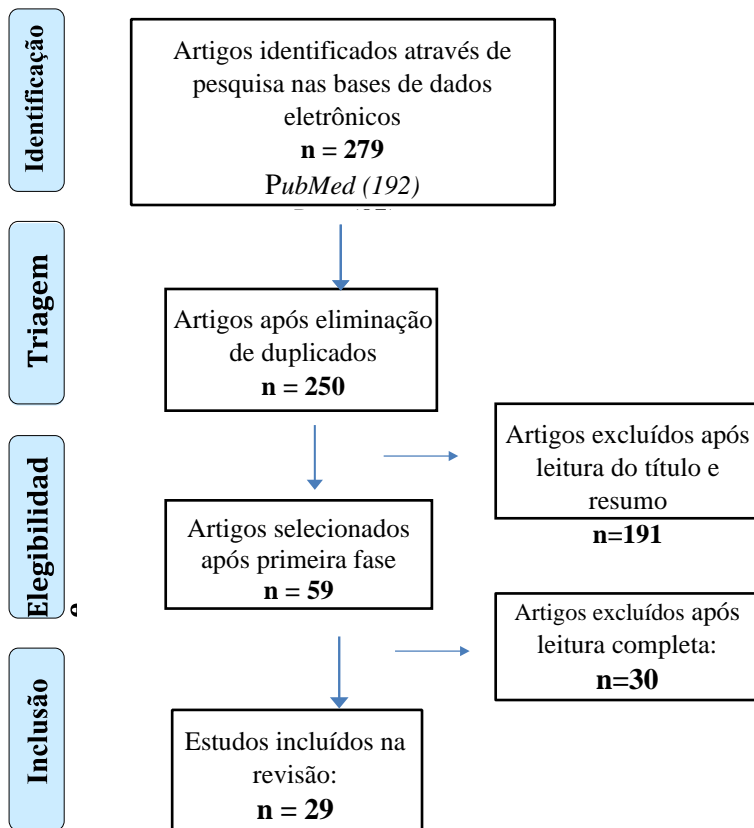 Identificação
Artigos identificados através de
pesquisa nas bases de dados
eletrônicos
n = 279
PubMed (192)
Triagem
Artigos após eliminação
de duplicados
n = 250
Artigos excluídos após
leitura do título e
resumo
n=191
Elegibilidad
Artigos selecionados
após primeira fase
n = 59
Artigos excluídos após
leitura completa:
n=30
Inclusão
Estudos incluídos na
revisão:
n = 29